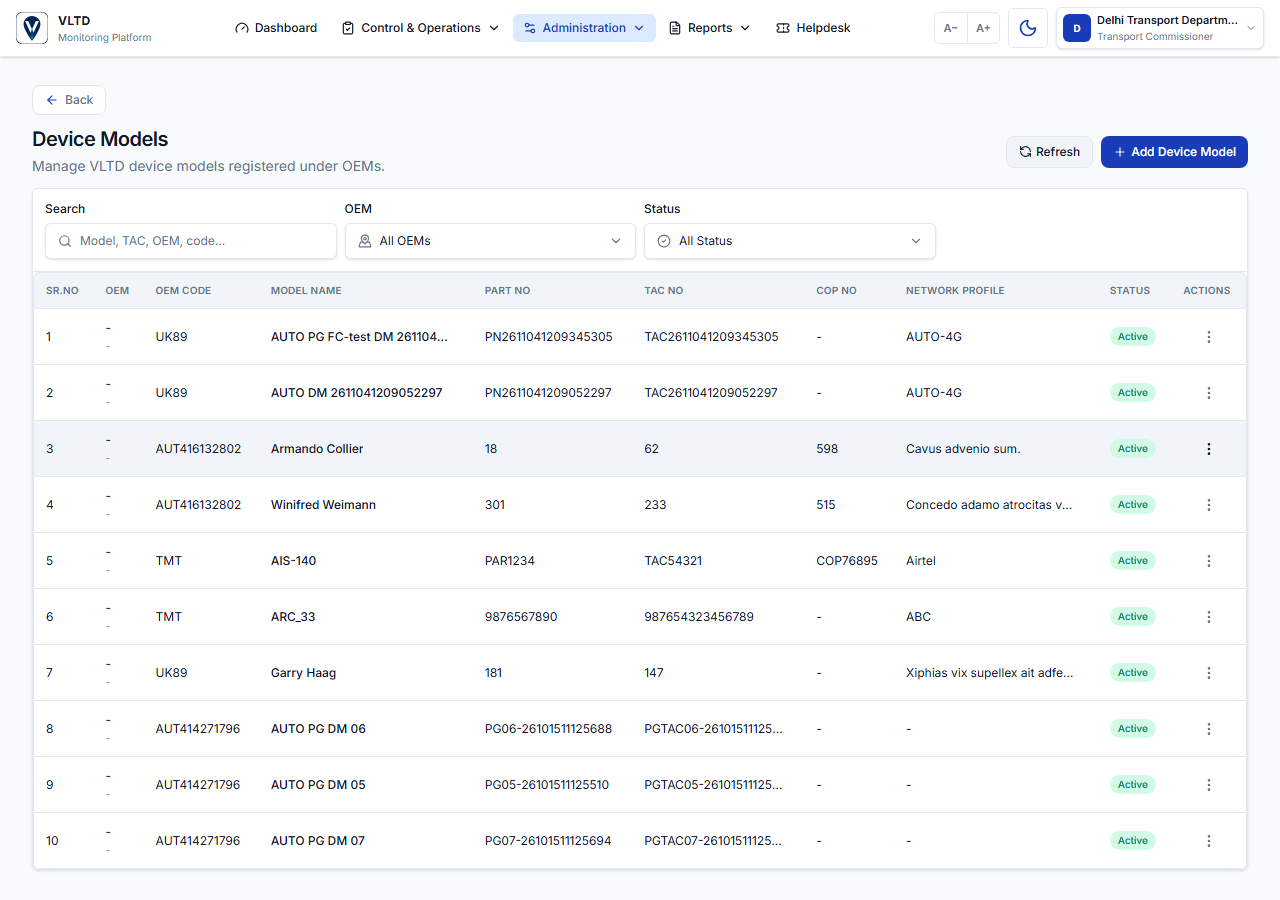 VLTD
Monitoring Platform
Dashboard
Control & Operations
Administration
Reports
Helpdesk
A−
A+
D
Delhi Transport Departm...
Transport Commissioner
Back
Device Models
Manage VLTD device models registered under OEMs.
Refresh
Add Device Model
Search
OEM
Status
Model, TAC, OEM, code...
All OEMs
All Status
SR.NO OEM OEM CODE MODEL NAME PART NO TAC NO COP NO NETWORK PROFILE STATUS ACTIONS
1 - - UK89 AUTO PG FC-test DM 261104... PN2611041209345305 TAC2611041209345305 - AUTO-4G Active
2 - - UK89 AUTO DM 2611041209052297 PN2611041209052297 TAC2611041209052297 - AUTO-4G Active
3 - - AUT416132802 Armando Collier 18 62 598 Cavus advenio sum. Active
4 - - AUT416132802 Winifred Weimann 301 233 515 Concedo adamo atrocitas v... Active
5 - - TMT AIS-140 PAR1234 TAC54321 COP76895 Airtel Active
6 - - TMT ARC_33 9876567890 987654323456789 - ABC Active
7 - - UK89 Garry Haag 181 147 - Xiphias vix supellex ait adfe... Active
8 - - AUT414271796 AUTO PG DM 06 PG06-26101511125688 PGTAC06-26101511125... - - Active
9 - - AUT414271796 AUTO PG DM 05 PG05-26101511125510 PGTAC05-26101511125... - - Active
10 - - AUT414271796 AUTO PG DM 07 PG07-26101511125694 PGTAC07-26101511125... - - Active